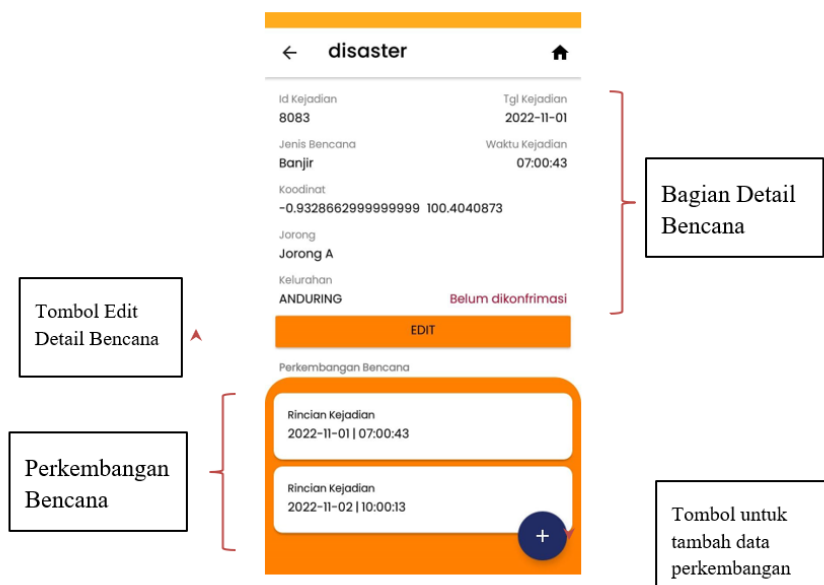 disaster
Id Kejadian Tgl Kejadian
8083 2022-11-01
Jenis Bencana Waktu Kejadian
Banjir 07:00:43
Koodinat
-0.9328662999999999 100.4040873
Jorong
Jorong A
Kelurahan
ANDURING Belum dikonfrimasi
EDIT
Perkembangan Bencana
Rincian Kejadian
2022-11-01 | 07:00:43
Rincian Kejadian
2022-11-02 | 10:00:13
+
Bagian Detail
Bencana
Tombol Edit
Detail Bencana
Perkembangan
Bencana
Tombol untuk
tambah data
perkembangan